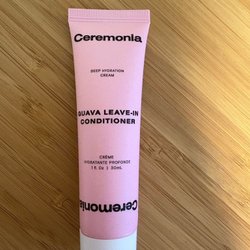 Ceremonia
DEEP HYDRATION
CREAM
GUAVA LEAVE-IN
CONDITIONER
CRÈME
HYDRATANTE PROFONDE
1 fl Oz | 30mL
Ceremonia